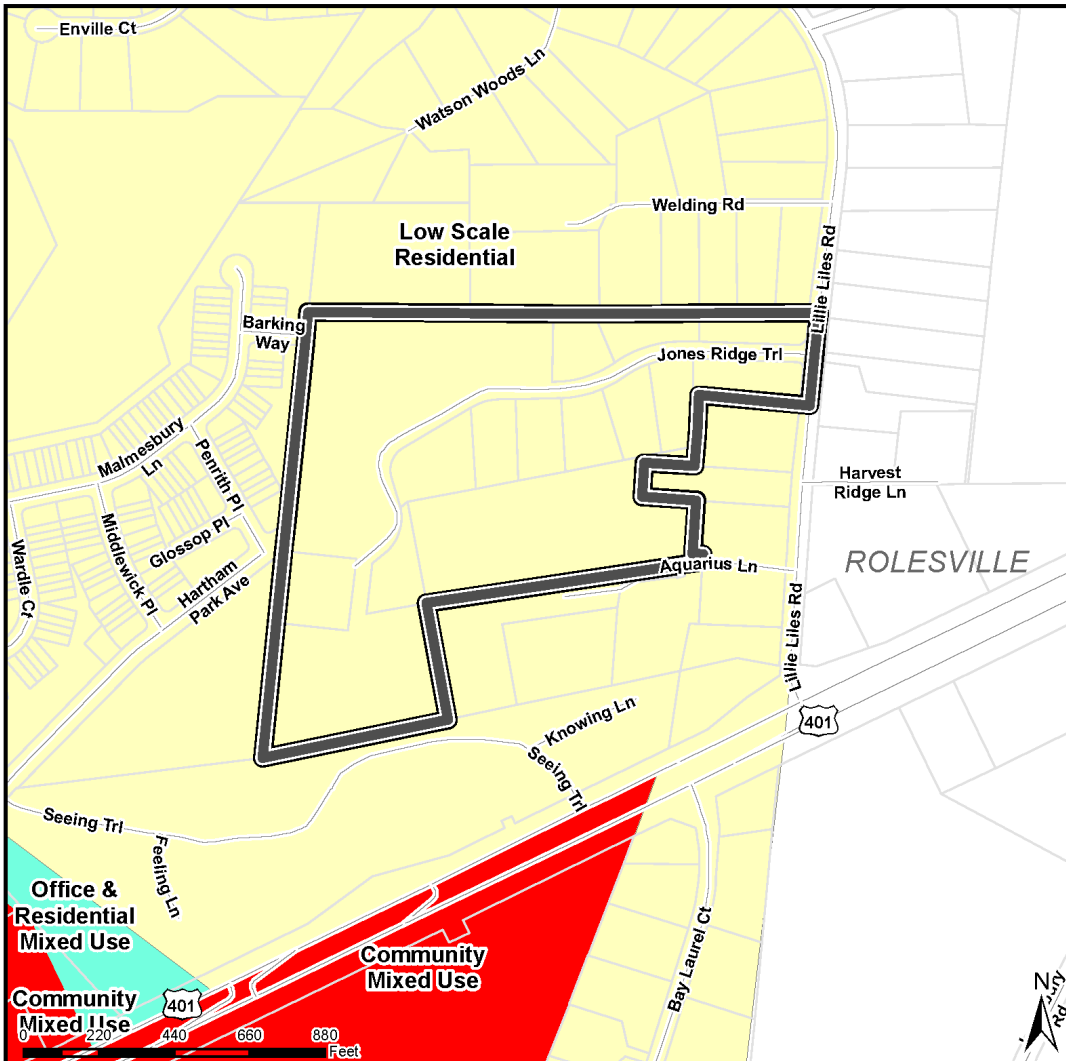 Enville Ct
Watson Woods Ln
Welding Rd
Low Scale
Residential
Lillie Liles Rd
Barking
Way
Jones Ridge Trl
Malmesbury
Ln
Penrith Pl
Harvest
Ridge Ln
Middlewick Pl
Glossop Pl
Wardle Ct
Hartham
Park Ave
Aquarius Ln
ROLESVILLE
Lillie Liles Rd
401
Knowing Ln
Seeing Trl
Seeing Trl
Feeling Ln
Office &
Residential
Mixed Use
Community
Mixed Use
Bay Laurel Ct
Community
Mixed Use
401
N
Rd
0 220 440 660 880
Feet